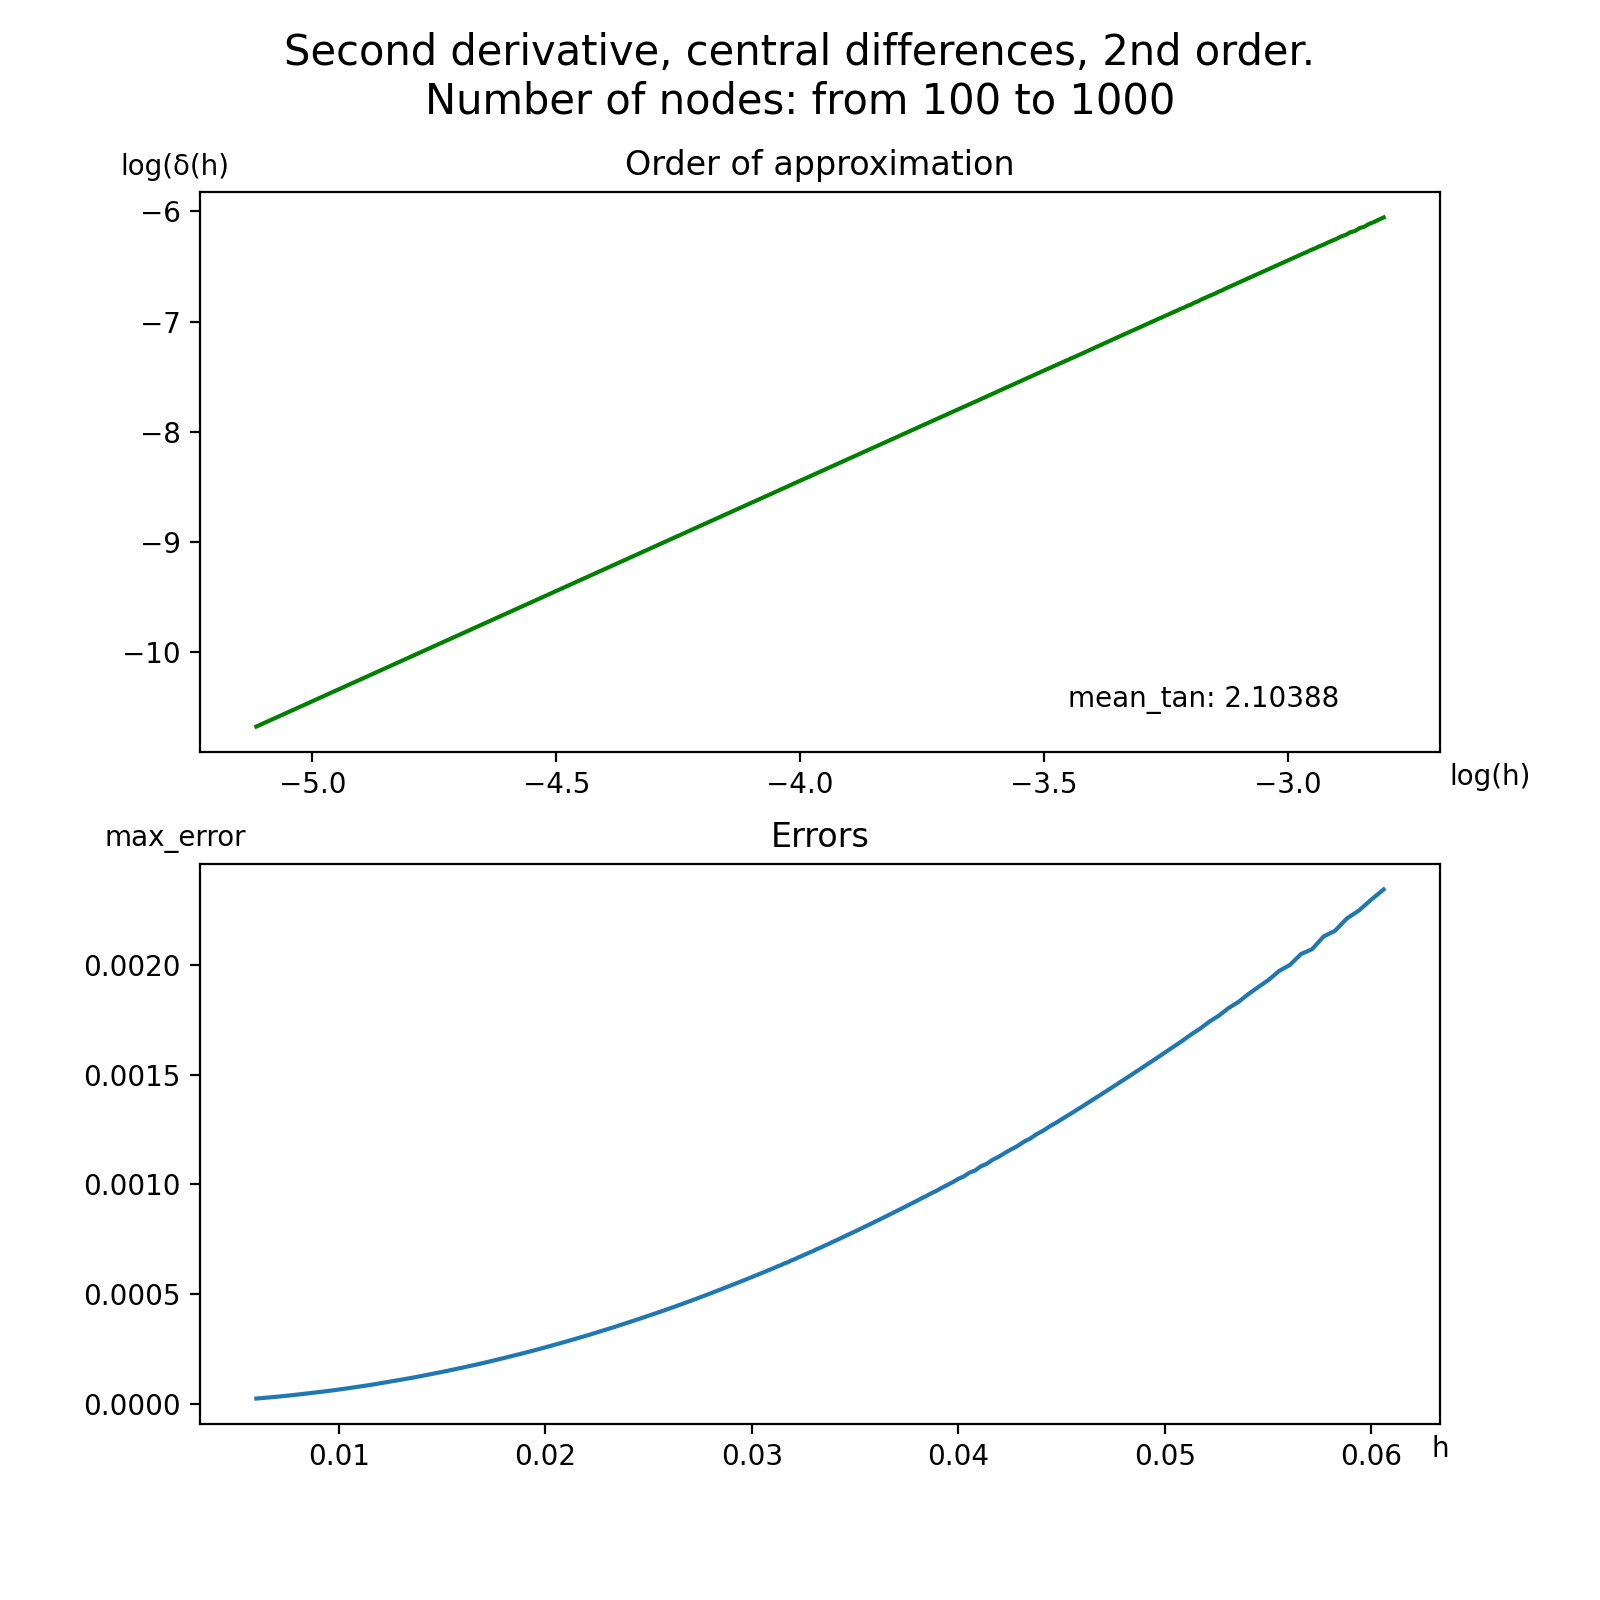 Second derivative, central differences, 2nd order.
Number of nodes: from 100 to 1000
log(δ(h)
Order of approximation
−6
−7
−8
−9
−10
mean_tan: 2.10388
−5.0
−4.5
−4.0
−3.5
−3.0
log(h)
max_error
Errors
0.0020
0.0015
0.0010
0.0005
0.0000
0.01
0.02
0.03
0.04
0.05
0.06
h